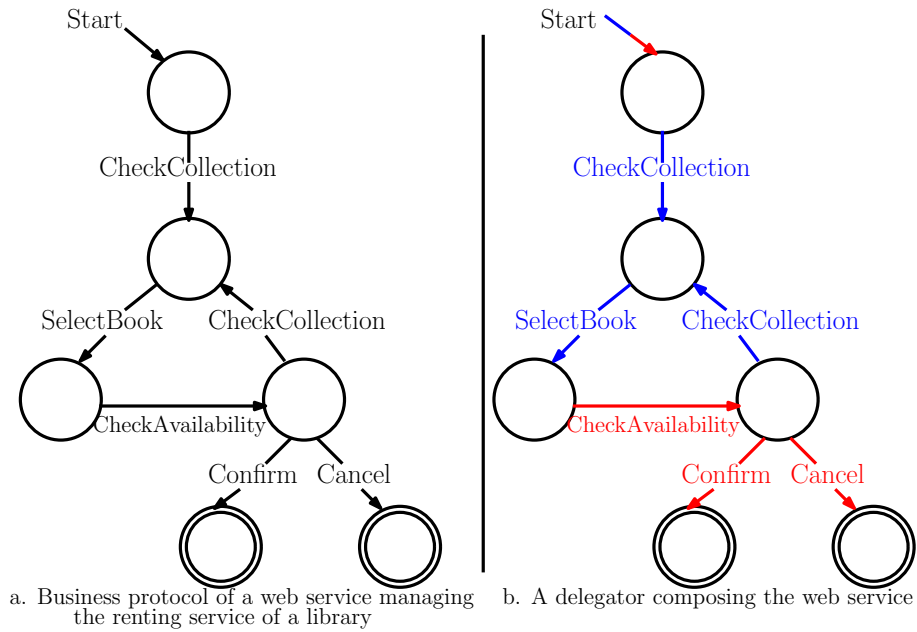 Start
CheckCollection
SelectBook
CheckCollection
CheckAvailability
Confirm
Cancel
a. Business protocol of a web service managing
the renting service of a library
Start
CheckCollection
SelectBook
CheckCollection
CheckAvailability
Confirm
Cancel
b. A delegator composing the web service